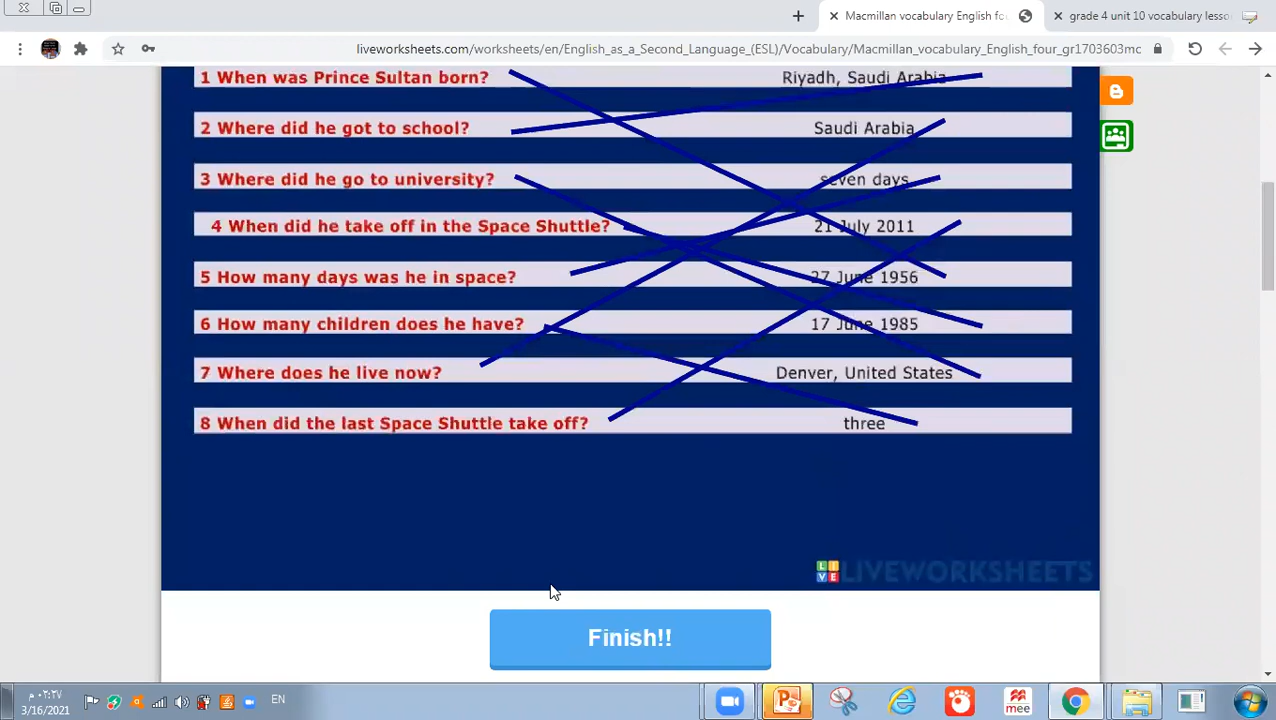 Macmillan vocabulary English fo
grade 4 unit 10 vocabulary lesso
liveworksheets.com/worksheets/en/English_as_a_Second_Language_(ESL)/Vocabulary/Macmillan_vocabulary_English_four_gr1703603mc
1 When was Prince Sultan born? Riyadh, Saudi Arabia
2 Where did he got to school? Saudi Arabia
3 Where did he go to university? seven days
4 When did he take off in the Space Shuttle? 21 July 2011
5 How many days was he in space? 27 June 1956
6 How many children does he have? 17 June 1985
7 Where does he live now? Denver, United States
8 When did the last Space Shuttle take off? three
LIVE LIVEWORKSHEETS
Finish!!
mee
EN
م ٠٢:٢٧
3/16/2021